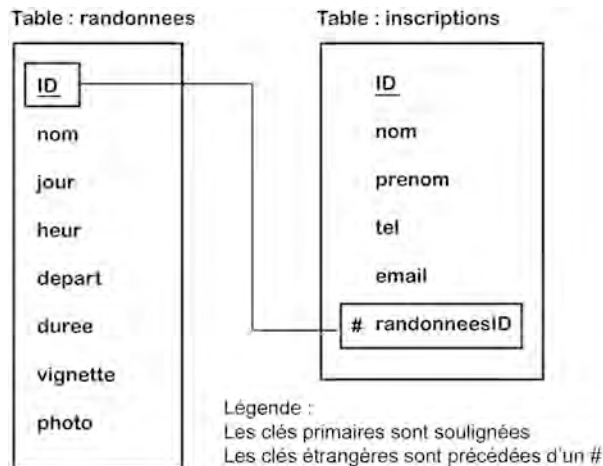 Table : randonnees
ID
nom
jour
heur
depart
duree
vignette
photo
Table : inscriptions
ID
nom
prenom
tel
email
# randonneesID
Légende :
Les clés primaires sont soulignées
Les clés étrangères sont précédées d'un #